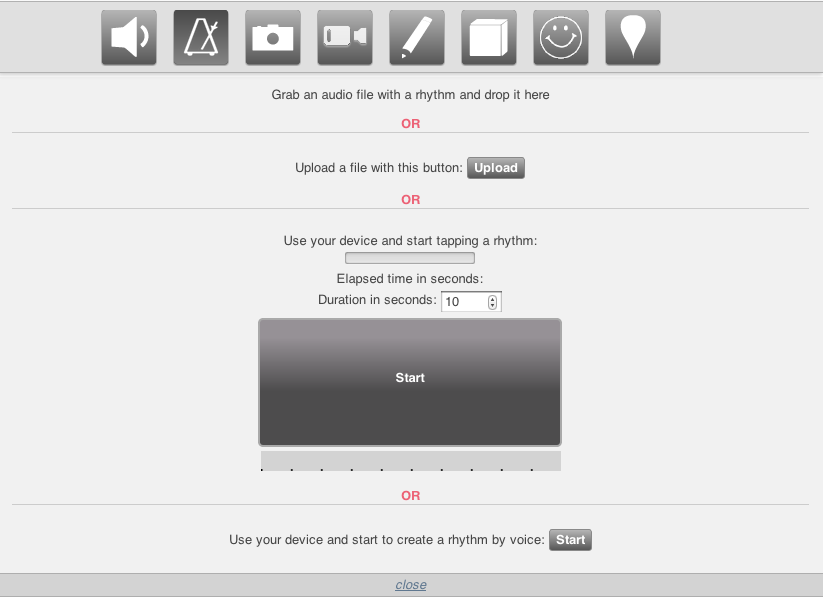 Grab an audio file with a rhythm and drop it here
OR
Upload a file with this button: Upload
OR
Use your device and start tapping a rhythm:
Elapsed time in seconds:
Duration in seconds: 10
Start
OR
Use your device and start to create a rhythm by voice: Start
close